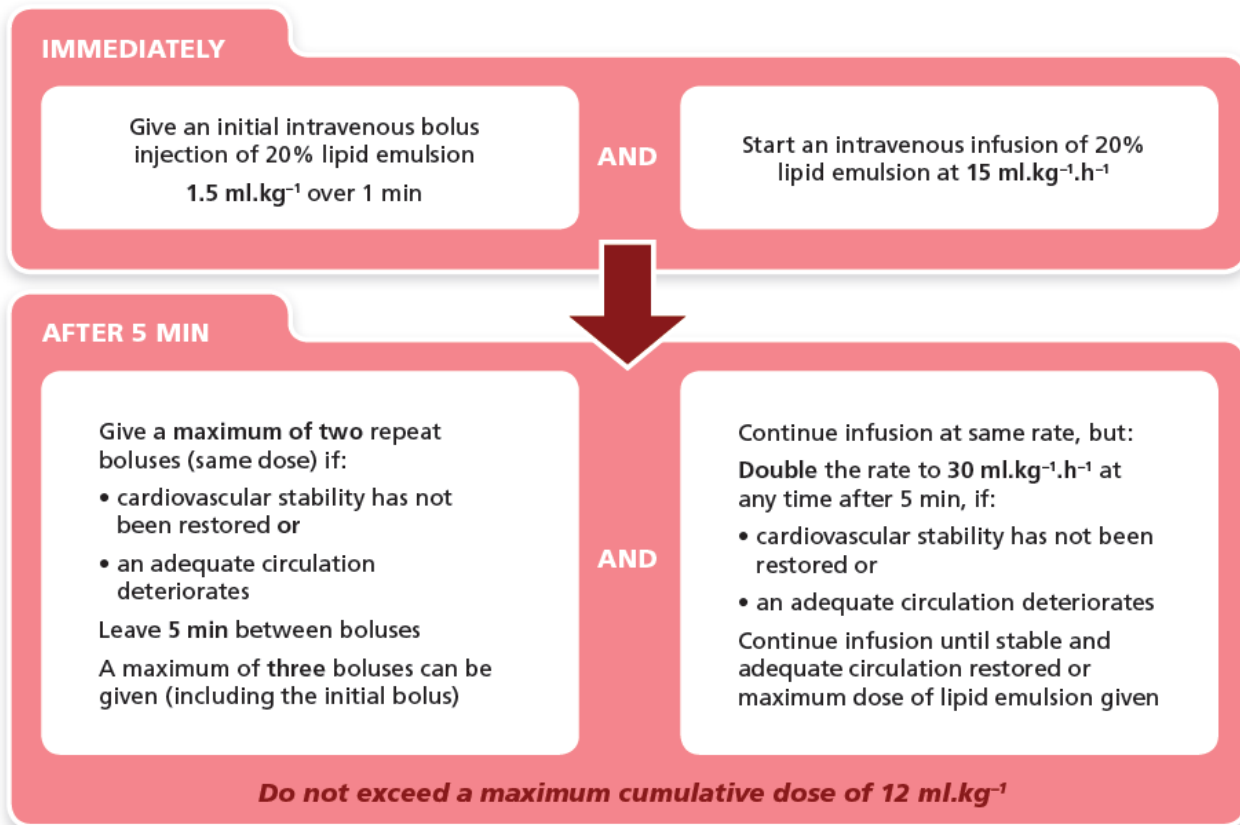 IMMEDIATELY
Give an initial intravenous bolus
injection of 20% lipid emulsion
1.5 ml.kg⁻¹ over 1 min
AND
Start an intravenous infusion of 20%
lipid emulsion at 15 ml.kg⁻¹.h⁻¹
AFTER 5 MIN
Give a maximum of two repeat
boluses (same dose) if:
• cardiovascular stability has not
been restored or
• an adequate circulation
deteriorates
Leave 5 min between boluses
A maximum of three boluses can be
given (including the initial bolus)
AND
Continue infusion at same rate, but:
Double the rate to 30 ml.kg⁻¹.h⁻¹ at
any time after 5 min, if:
• cardiovascular stability has not been
restored or
• an adequate circulation deteriorates
Continue infusion until stable and
adequate circulation restored or
maximum dose of lipid emulsion given
Do not exceed a maximum cumulative dose of 12 ml.kg⁻¹